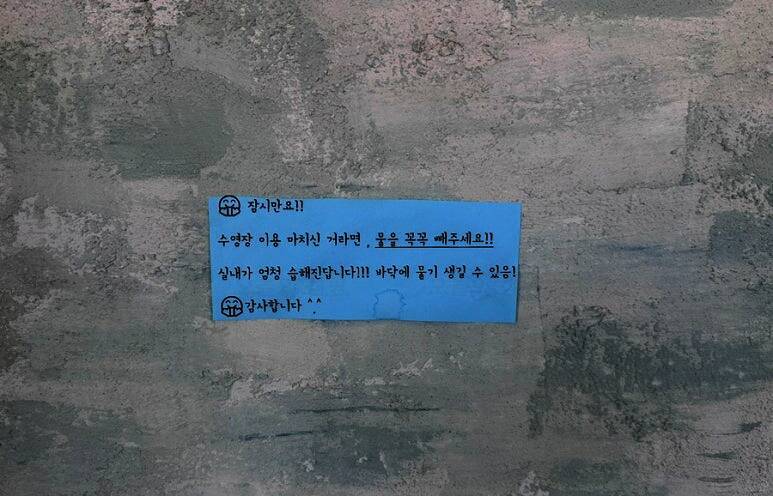 잠시만요!!
수영장 이용 마치신 거라면, 물을 꼭꼭 빼주세요!!
실내가 엄청 습해진답니다!!! 바닥에 물기 생길 수 있음!
감사합니다 ^^